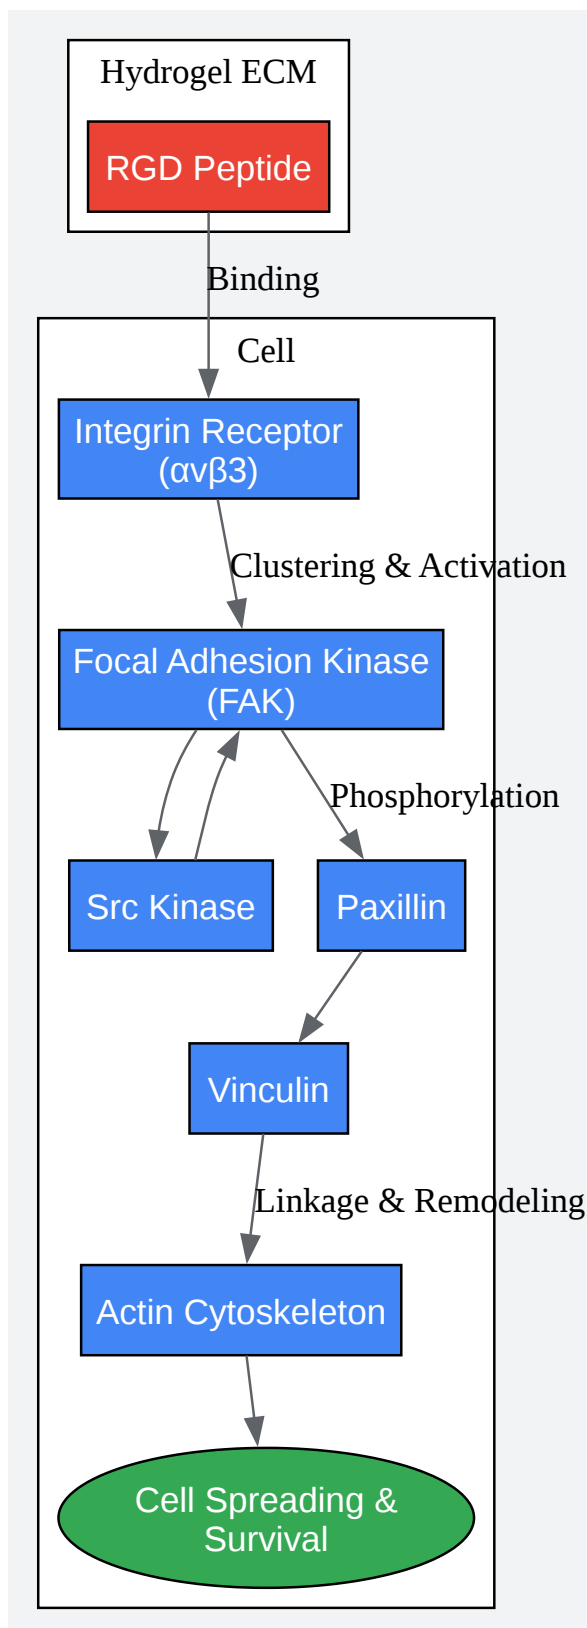 Hydrogel ECM
RGD Peptide
Binding
Cell
Integrin Receptor
(αvβ3)
Clustering & Activation
Focal Adhesion Kinase
(FAK)
Phosphorylation
Src Kinase
Paxillin
Vinculin
Linkage & Remodeling
Actin Cytoskeleton
Cell Spreading &
Survival